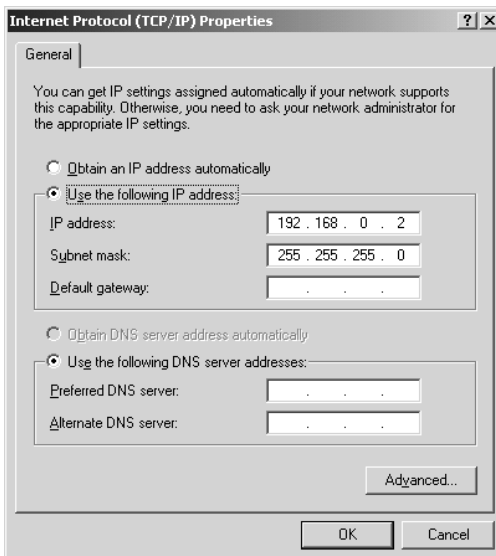 Internet Protocol (TCP/IP) Properties
General
You can get IP settings assigned automatically if your network supports
this capability. Otherwise, you need to ask your network administrator for
the appropriate IP settings.
Obtain an IP address automatically
Use the following IP address:
IP address: 192 . 168 . 0 . 2
Subnet mask: 255 . 255 . 255 . 0
Default gateway: . . .
Obtain DNS server address automatically
Use the following DNS server addresses:
Preferred DNS server: . . .
Alternate DNS server: . . .
Advanced...
OK Cancel